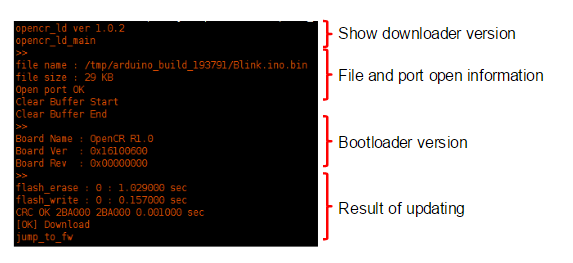 opencr_ld ver 1.0.2
opencr_ld_main
>>
file name : /tmp/arduino_build_193791/Blink.ino.bin
file size : 29 KB
Open port OK
Clear Buffer Start
Clear Buffer End
>>
Board Name : OpenCR R1.0
Board Ver  : 0x16100600
Board Rev  : 0x00000000
>>
flash_erase : 0 : 1.029000 sec
flash_write : 0 : 0.157000 sec
CRC OK 2BA000 2BA000 0.001000 sec
[OK] Download
jump_to_fw
Show downloader version
File and port open information
Bootloader version
Result of updating